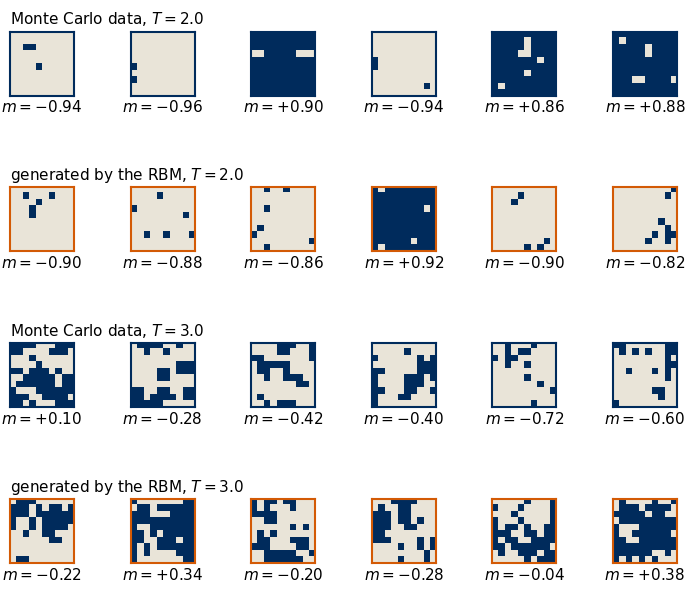 Monte Carlo data, T = 2.0
m = −0.94 m = −0.96 m = +0.90 m = −0.94 m = +0.86 m = +0.88
generated by the RBM, T = 2.0
m = −0.90 m = −0.88 m = −0.86 m = +0.92 m = −0.90 m = −0.82
Monte Carlo data, T = 3.0
m = +0.10 m = −0.28 m = −0.42 m = −0.40 m = −0.72 m = −0.60
generated by the RBM, T = 3.0
m = −0.22 m = +0.34 m = −0.20 m = −0.28 m = −0.04 m = +0.38